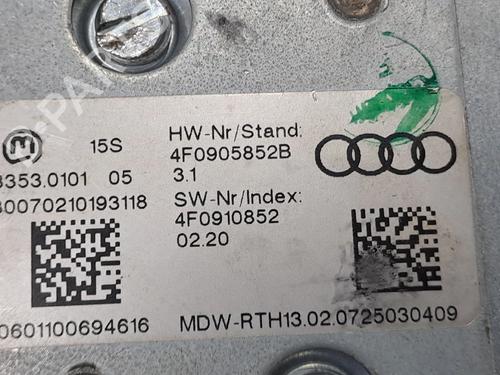 15S
HW-Nr/Stand:
4F0905852B
3353.0101 05
3.1
30070210193118
SW-Nr/Index:
4F0910852
02.20
0601100694616
MDW-RTH13.02.0725030409